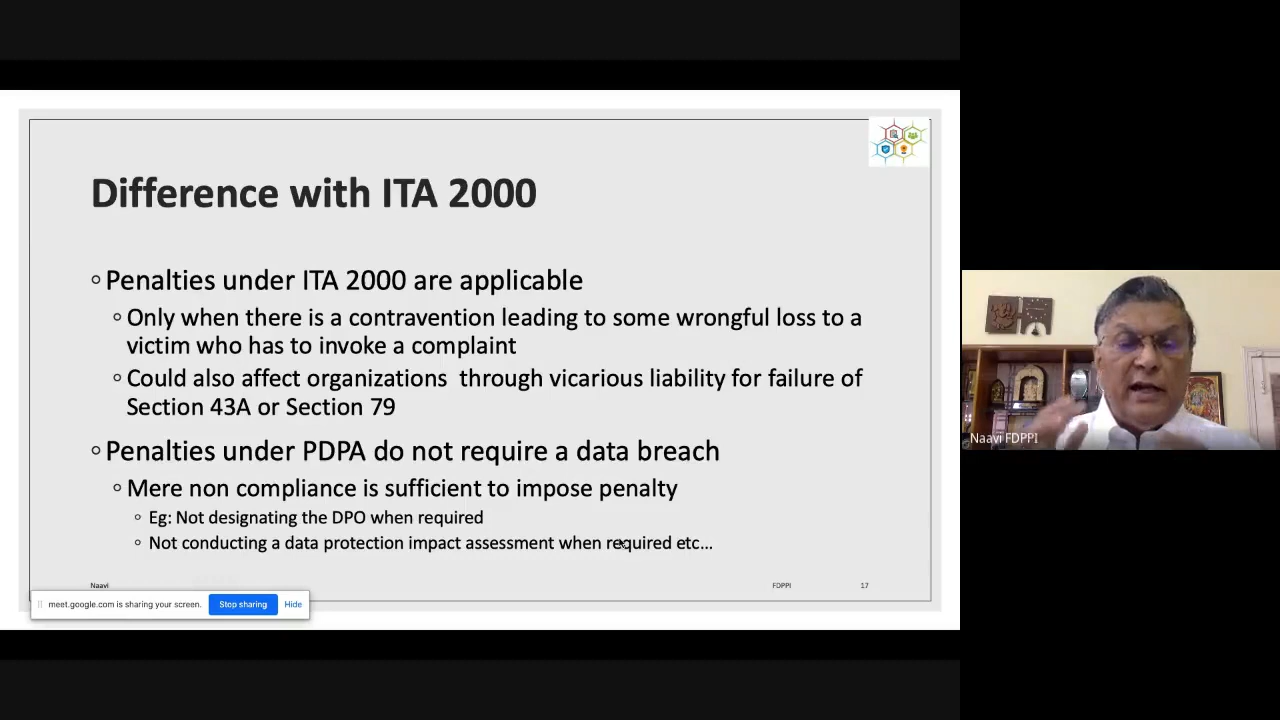 Difference with ITA 2000
Penalties under ITA 2000 are applicable
Only when there is a contravention leading to some wrongful loss to a
victim who has to invoke a complaint
Could also affect organizations through vicarious liability for failure of
Section 43A or Section 79
Penalties under PDPA do not require a data breach
Mere non compliance is sufficient to impose penalty
Eg: Not designating the DPO when required
Not conducting a data protection impact assessment when required etc...
Naavi
FDPPI
17
meet.google.com is sharing your screen.
Stop sharing
Hide
Naavi FDPPI